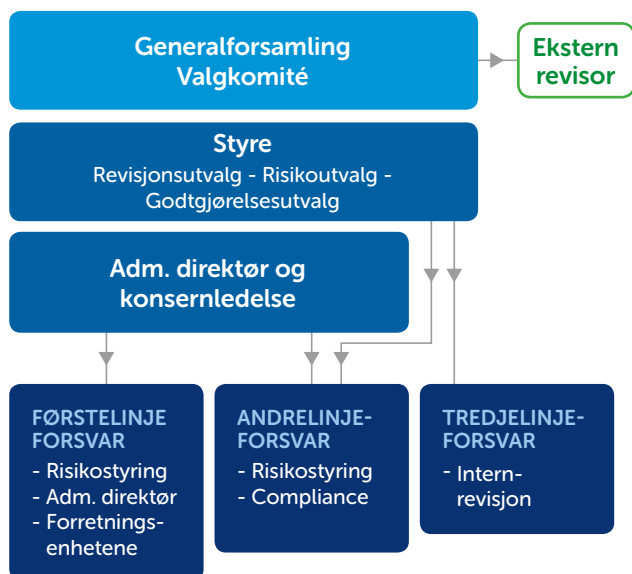 Generalforsamling
Valgkomité
Ekstern
revisor
Styre
Revisjonsutvalg - Risikoutvalg -
Godtgjørelsesutvalg
Adm. direktør og
konsernledelse
FØRSTELINJE
FORSVAR
- Risikostyring
- Adm. direktør
- Forretnings-
enhetene
ANDRELINJE-
FORSVAR
- Risikostyring
- Compliance
TREDJELINJE-
FORSVAR
- Intern-
revisjon